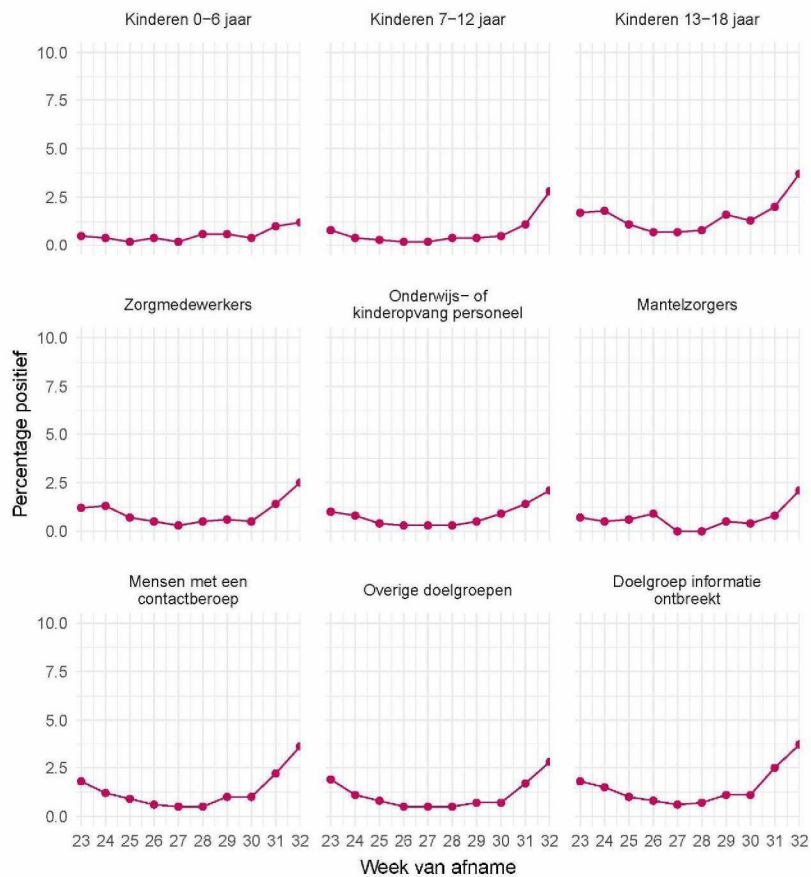 Kinderen 0−6 jaar
Kinderen 7−12 jaar
Kinderen 13−18 jaar
10.0
7.5
5.0
2.5
0.0
Zorgmedewerkers
Onderwijs− of
kinderopvang personeel
Mantelzorgers
10.0
7.5
5.0
2.5
0.0
Percentage positief
Mensen met een
contactberoep
Overige doelgroepen
Doelgroep informatie
ontbreekt
10.0
7.5
5.0
2.5
0.0
23 24 25 26 27 28 29 30 31 32
23 24 25 26 27 28 29 30 31 32
23 24 25 26 27 28 29 30 31 32
Week van afname